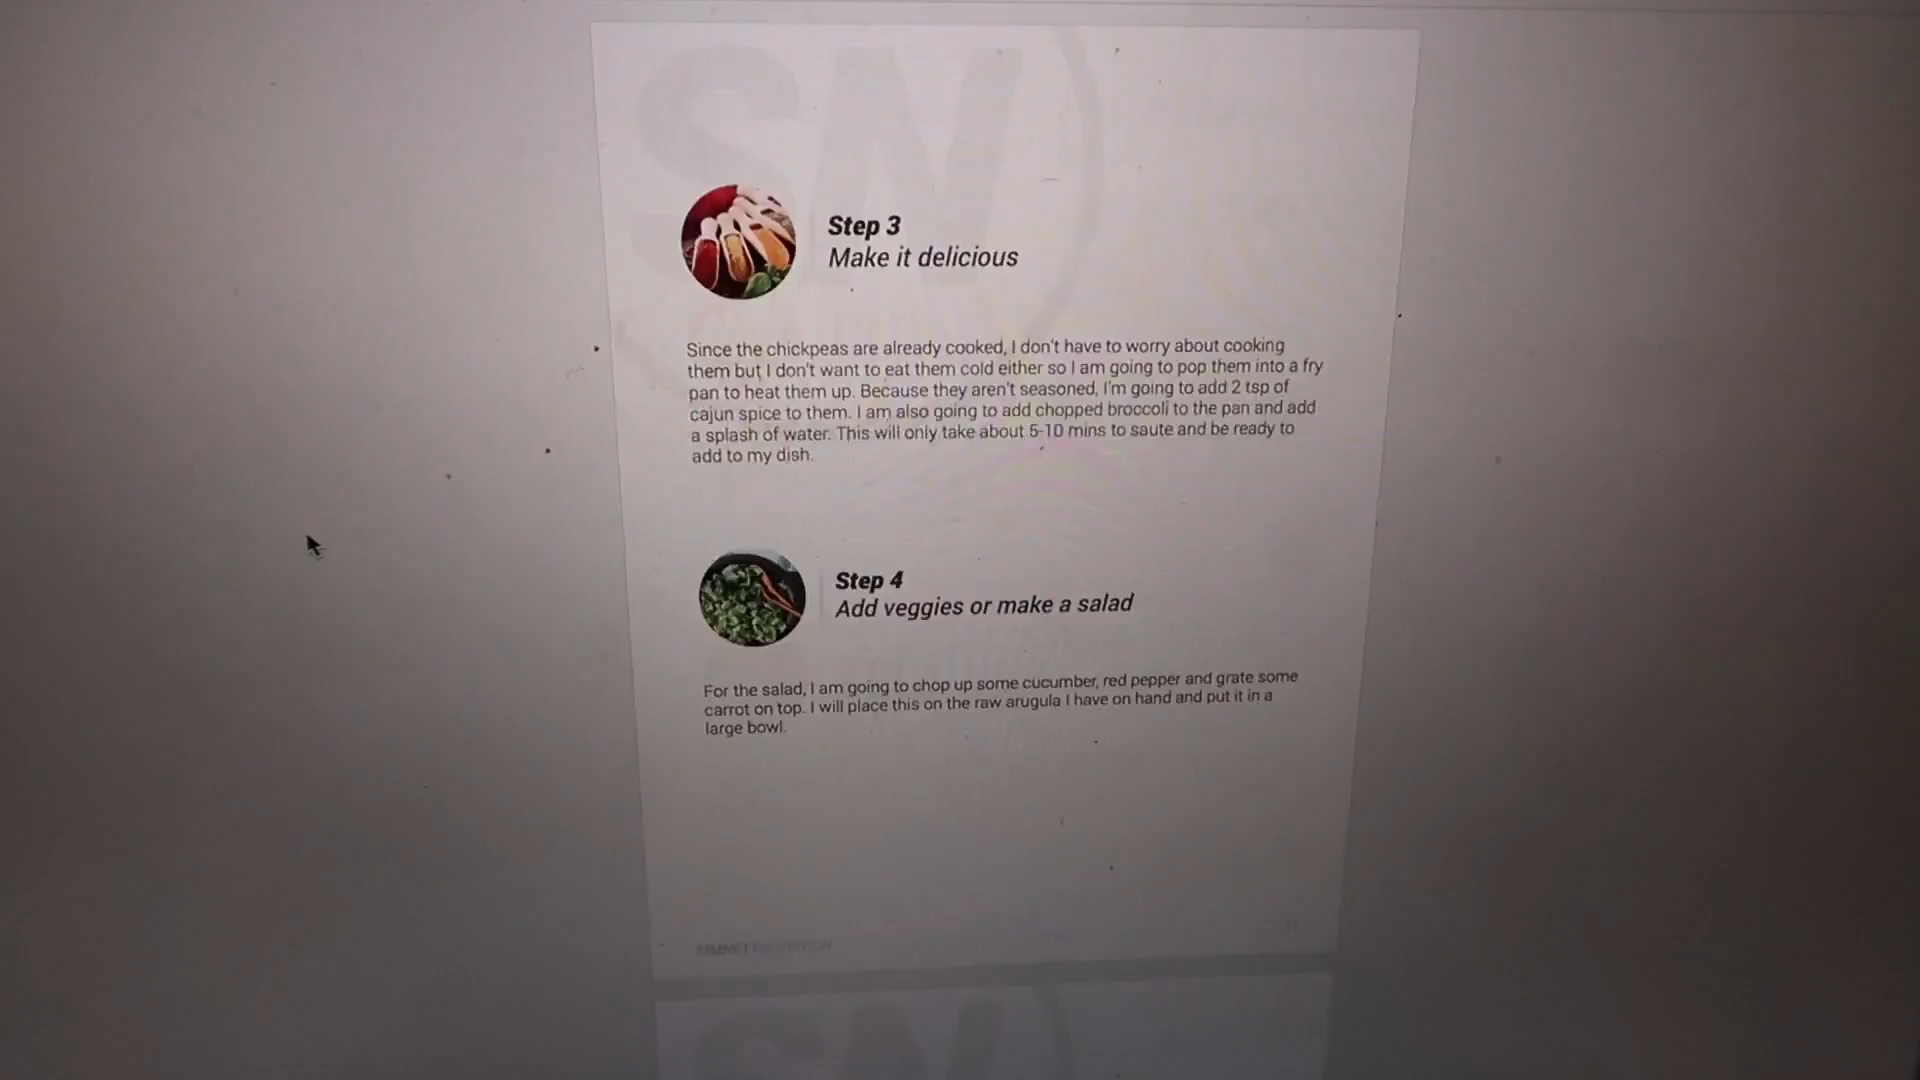 SN
Step 3
Make it delicious
Since the chickpeas are already cooked, I don't have to worry about cooking
them but I don't want to eat them cold either so I am going to pop them into a fry
pan to heat them up. Because they aren't seasoned, I'm going to add 2 tsp of
cajun spice to them. I am also going to add chopped broccoli to the pan and add
a splash of water. This will only take about 5-10 mins to saute and be ready to
add to my dish.
Step 4
Add veggies or make a salad
For the salad, I am going to chop up some cucumber, red pepper and grate some
carrot on top. I will place this on the raw arugula I have on hand and put it in a
large bowl.
SIMNETT NUTRITION
SN